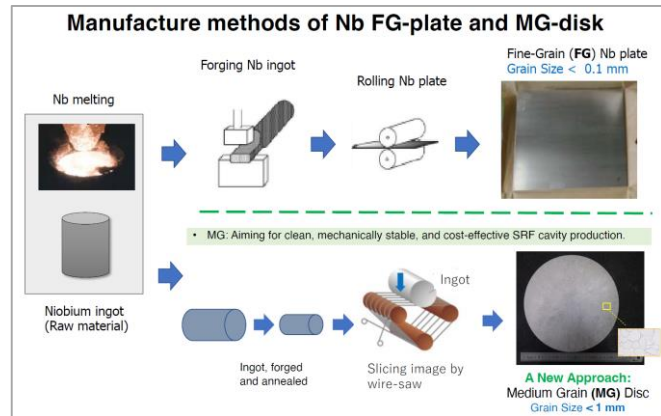 Manufacture methods of Nb FG-plate and MG-disk
Fine-Grain (FG) Nb plate
Grain Size < 0.1 mm
Forging Nb ingot
Rolling Nb plate
Nb melting
• MG: Aiming for clean, mechanically stable, and cost-effective SRF cavity production.
Niobium ingot
(Raw material)
Ingot
Ingot, forged
and annealed
Slicing image by
wire-saw
A New Approach:
Medium Grain (MG) Disc
Grain Size <1 mm